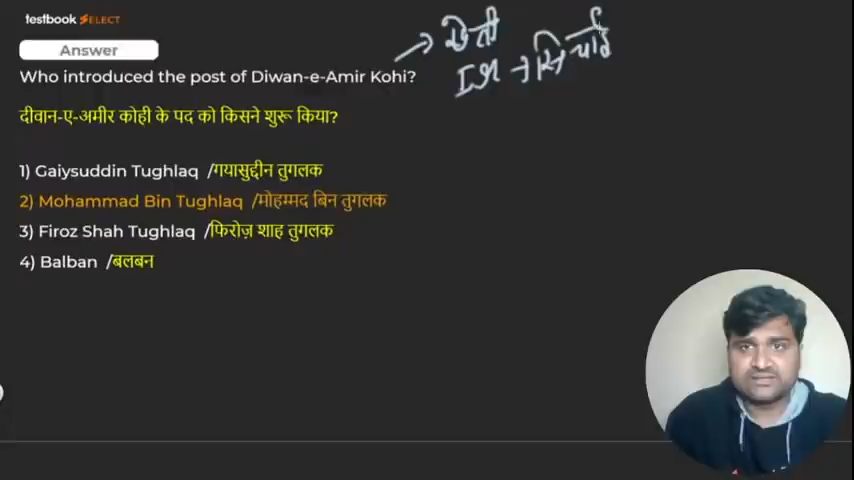 testbook SELECT
Answer
खेती
Who introduced the post of Diwan-e-Amir Kohi?
→ सिंचाई
दीवान-ए-अमीर कोही के पद को किसने शुरू किया?
1) Gaiysuddin Tughlaq /गयासुद्दीन तुगलक
2) Mohammad Bin Tughlaq /मोहम्मद बिन तुगलक
3) Firoz Shah Tughlaq /फिरोज़ शाह तुगलक
4) Balban /बलबन